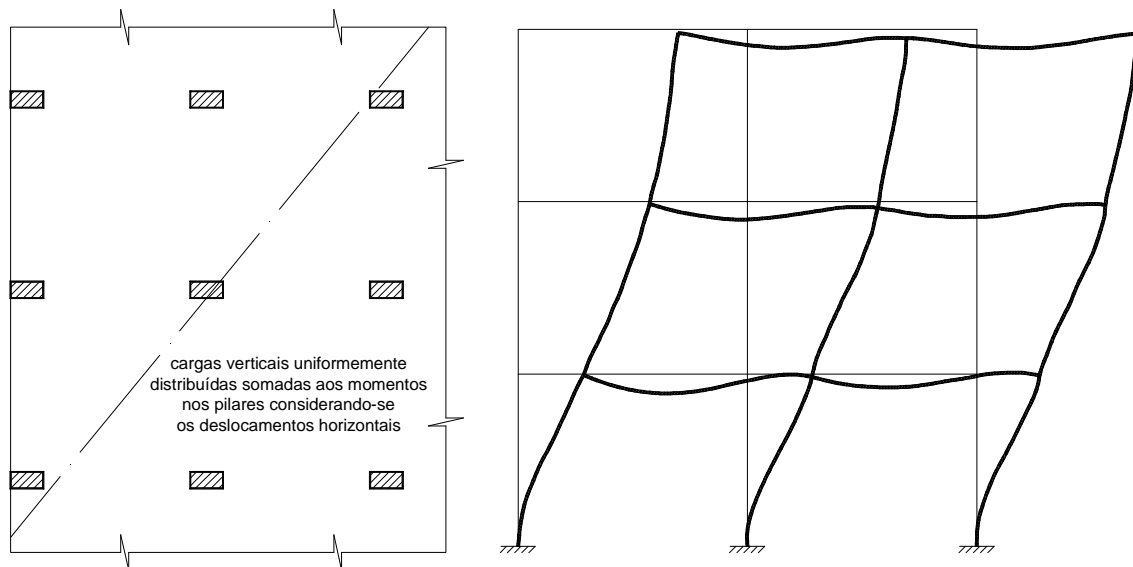 cargas verticais uniformemente
distribuídas somadas aos momentos
nos pilares considerando-se
os deslocamentos horizontais